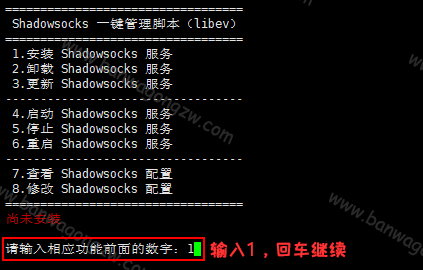 Shadowsocks 一键管理脚本（libev）
1.安装 Shadowsocks 服务
2.卸载 Shadowsocks 服务
3.更新 Shadowsocks 服务
4.启动 Shadowsocks 服务
5.停止 Shadowsocks 服务
6.重启 Shadowsocks 服务
7.查看 Shadowsocks 配置
8.修改 Shadowsocks 配置
尚未安装
请输入相应功能前面的数字：1 输入1，回车继续
www.banwagongzw.com
www.banwagongzw.com